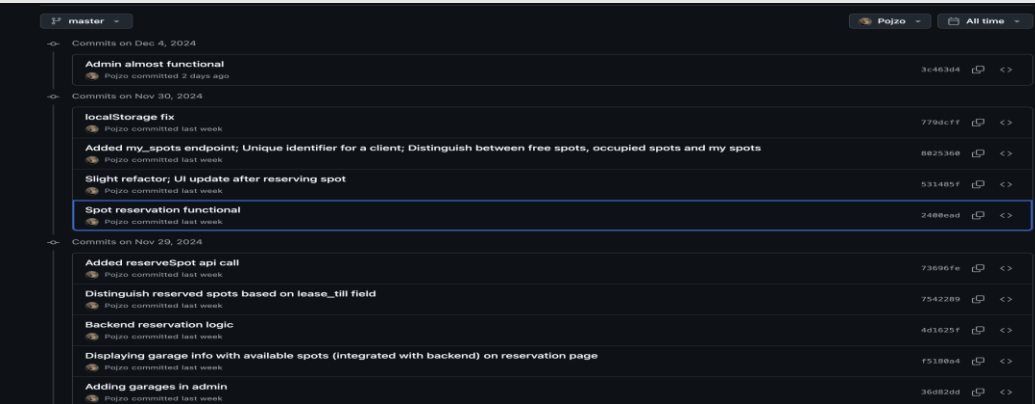 master
Pojzo
All time
Commits on Dec 4, 2024
Admin almost functional
Pojzo committed 2 days ago
3c463d4
Commits on Nov 30, 2024
localStorage fix
Pojzo committed last week
779dcff
Added my_spots endpoint; Unique identifier for a client; Distinguish between free spots, occupied spots and my spots
Pojzo committed last week
8025360
Slight refactor; UI update after reserving spot
Pojzo committed last week
531485f
Spot reservation functional
Pojzo committed last week
2400ead
Commits on Nov 29, 2024
Added reserveSpot api call
Pojzo committed last week
73696fe
Distinguish reserved spots based on lease_till field
Pojzo committed last week
7542289
Backend reservation logic
Pojzo committed last week
4d1625f
Displaying garage info with available spots (integrated with backend) on reservation page
Pojzo committed last week
f5180a4
Adding garages in admin
Pojzo committed last week
36d82dd